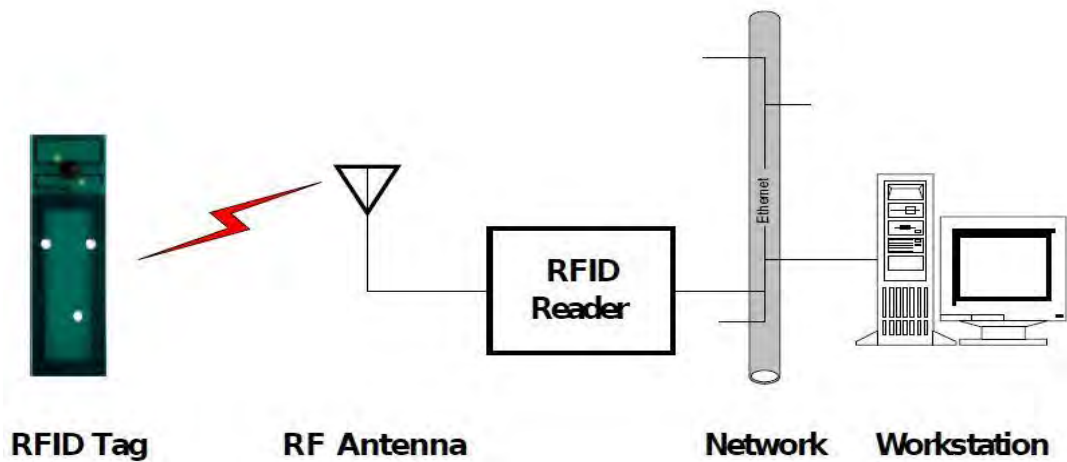 Ethernet
RFID
Reader
RFID Tag
RF Antenna
Network
Workstation